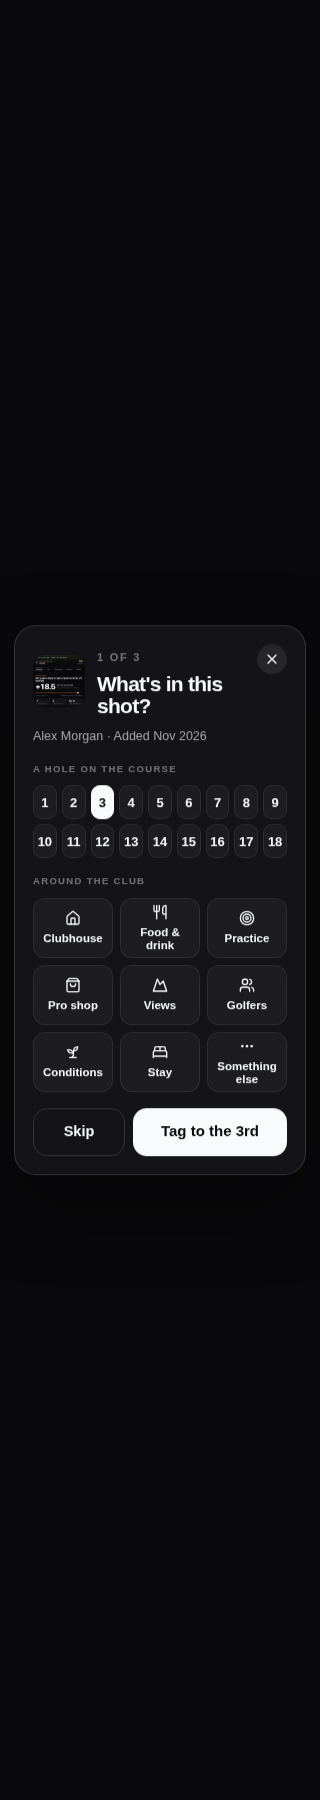 1 OF 3
What's in this
shot?
+18.5
Alex Morgan · Added Nov 2026
A HOLE ON THE COURSE
1 2 3 4 5 6 7 8 9
10 11 12 13 14 15 16 17 18
AROUND THE CLUB
Clubhouse
Food &
drink
Practice
Pro shop
Views
Golfers
Conditions
Stay
Something
else
Skip
Tag to the 3rd